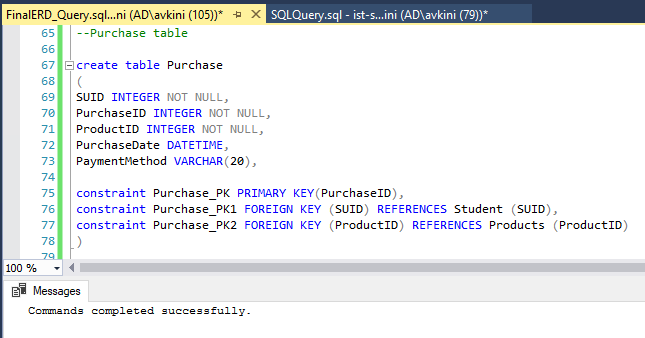 FinalERD_Query.sql...ni (AD\avkini (105))*
SQLQuery.sql - ist-s...ini (AD\avkini (79))*
65 --Purchase table
66
67 create table Purchase
68 (
69 SUID INTEGER NOT NULL,
70 PurchaseID INTEGER NOT NULL,
71 ProductID INTEGER NOT NULL,
72 PurchaseDate DATETIME,
73 PaymentMethod VARCHAR(20),
74
75 constraint Purchase_PK PRIMARY KEY(PurchaseID),
76 constraint Purchase_PK1 FOREIGN KEY (SUID) REFERENCES Student (SUID),
77 constraint Purchase_PK2 FOREIGN KEY (ProductID) REFERENCES Products (ProductID)
78 )
79
100 %
Messages
Commands completed successfully.